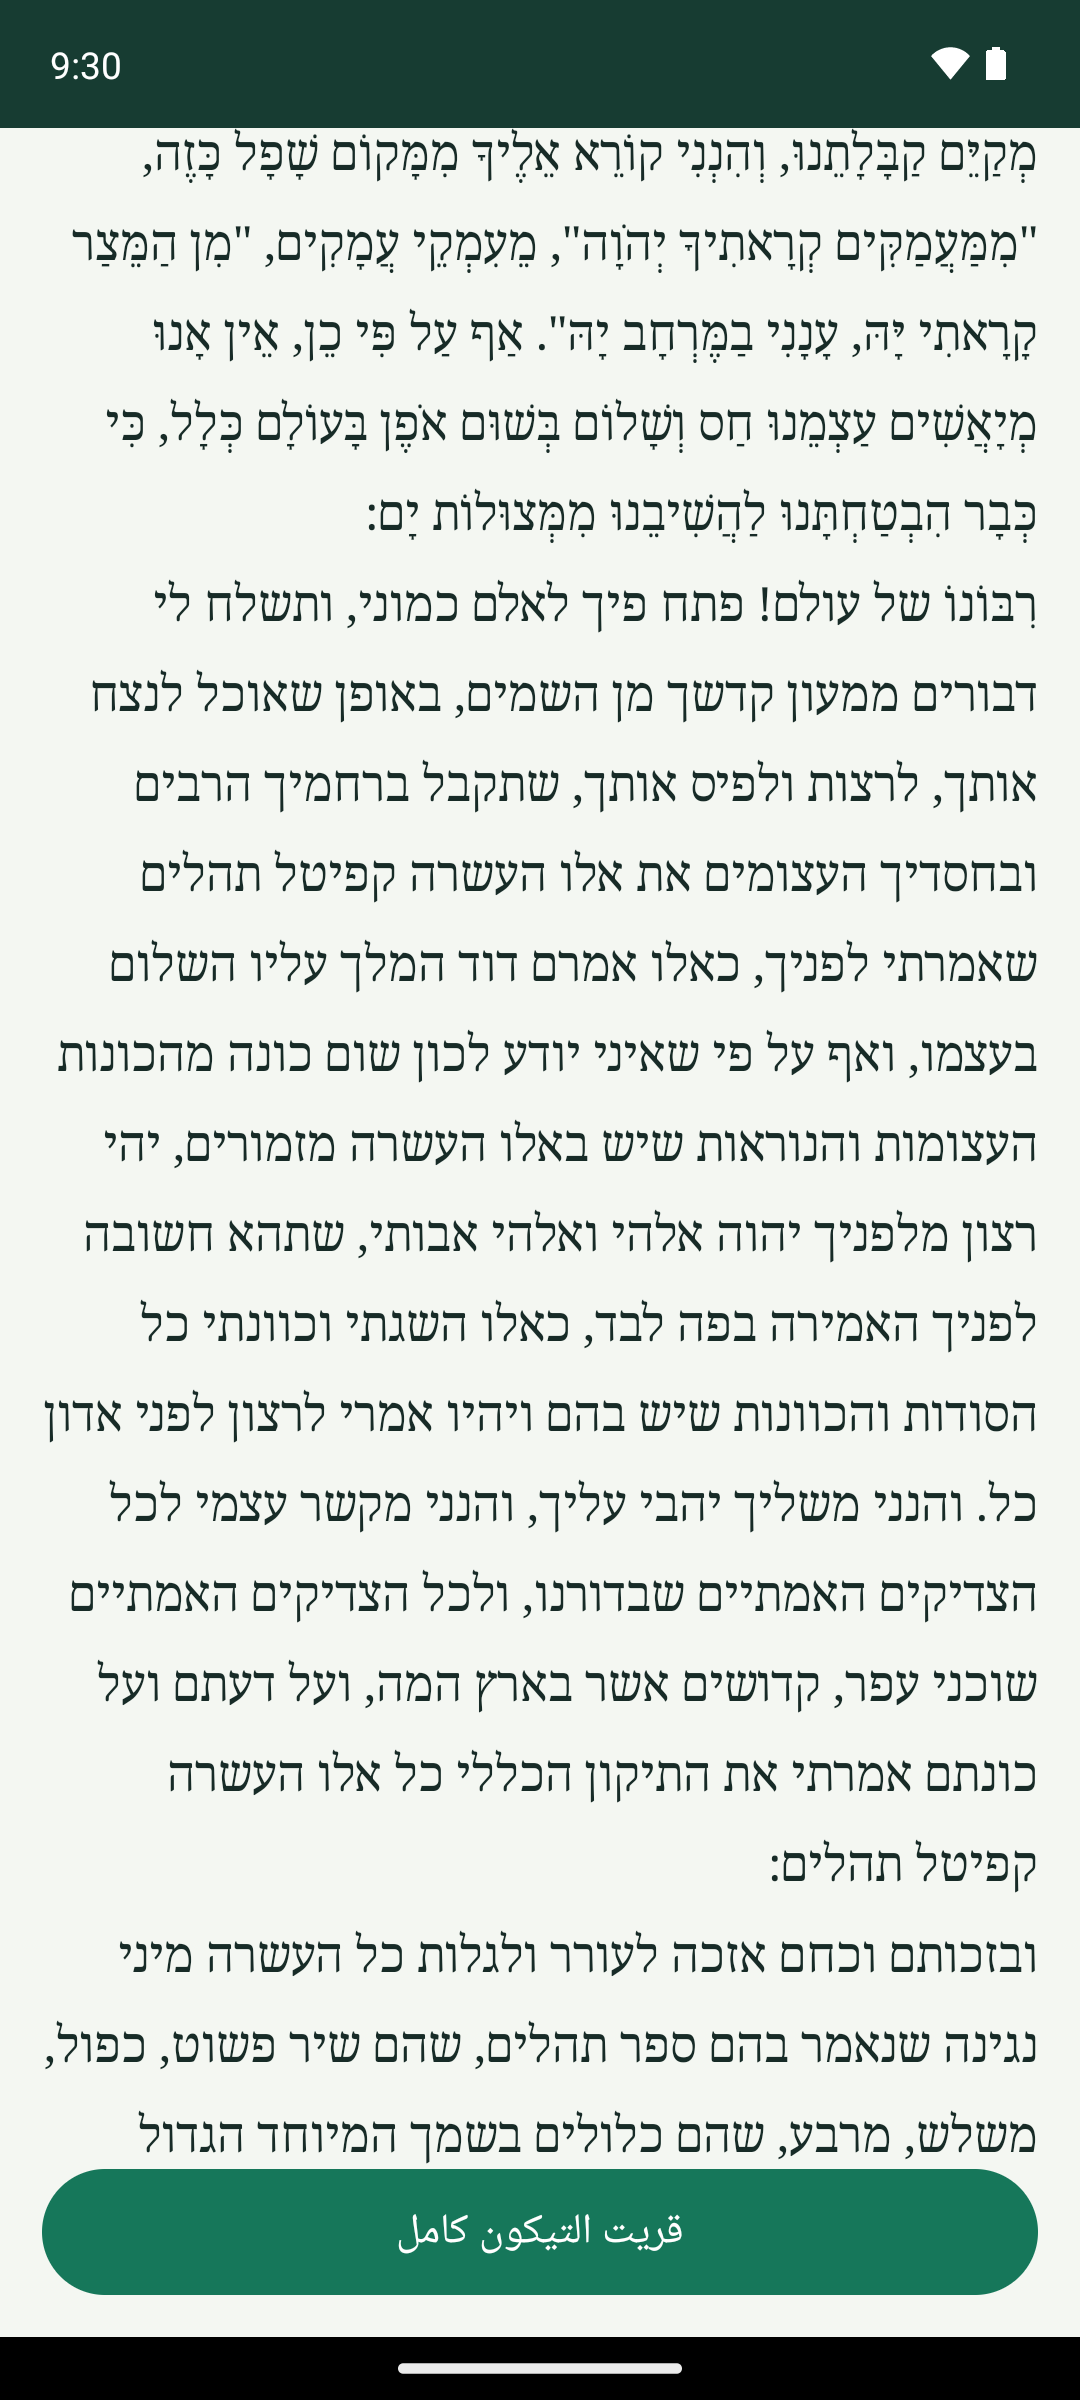 9:30
מְקַיֵּם קַבָּלָתֵנוּ, וְהִנְנִי קוֹרֵא אֵלֶיךָ מִמָּקוֹם שָׁפָל כָּזֶה,
"מִמַּעֲמַקִּים קְרָאתִיךָ יְהֹוָה", מֵעִמְקֵי עֲמָקִים, "מִן הַמֵּצַר
קָרָאתִי יָּהּ, עָנָנִי בַמֶּרְחָב יָהּ". אַף עַל פִּי כֵן, אֵין אָנוּ
מְיָאֲשִׁים עַצְמֵנוּ חַס וְשָׁלוֹם בְּשׁוּם אֹפֶן בָּעוֹלָם כְּלָל, כִּי
כְּבָר הִבְטַחְתָּנוּ לַהֲשִׁיבֵנוּ מִמְּצוּלוֹת יָם:
רִבּוֹנוֹ של עולם! פתח פיך לאלם כמוני, ותשלח לי
דבורים ממעון קדשך מן השמים, באופן שאוכל לנצח
אותך, לרצות ולפיס אותך, שתקבל ברחמיך הרבים
ובחסדיך העצומים את אלו העשרה קפיטל תהלים
שאמרתי לפניך, כאלו אמרם דוד המלך עליו השלום
בעצמו, ואף על פי שאיני יודע לכון שום כונה מהכונות
העצומות והנוראות שיש באלו העשרה מזמורים, יהי
רצון מלפניך יהוה אלהי ואלהי אבותי, שתהא חשובה
לפניך האמירה בפה לבד, כאלו השגתי וכוונתי כל
הסודות והכוונות שיש בהם ויהיו אמרי לרצון לפני אדון
כל. והנני משליך יהבי עליך, והנני מקשר עצמי לכל
הצדיקים האמתיים שבדורנו, ולכל הצדיקים האמתיים
שוכני עפר, קדושים אשר בארץ המה, ועל דעתם ועל
כונתם אמרתי את התיקון הכללי כל אלו העשרה
קפיטל תהלים:
ובזכותם וכחם אזכה לעורר ולגלות כל העשרה מיני
נגינה שנאמר בהם ספר תהלים, שהם שיר פשוט, כפול,
משלש, מרבע, שהם כלולים בשמך המיוחד הגדול
قريت التيكون كامل